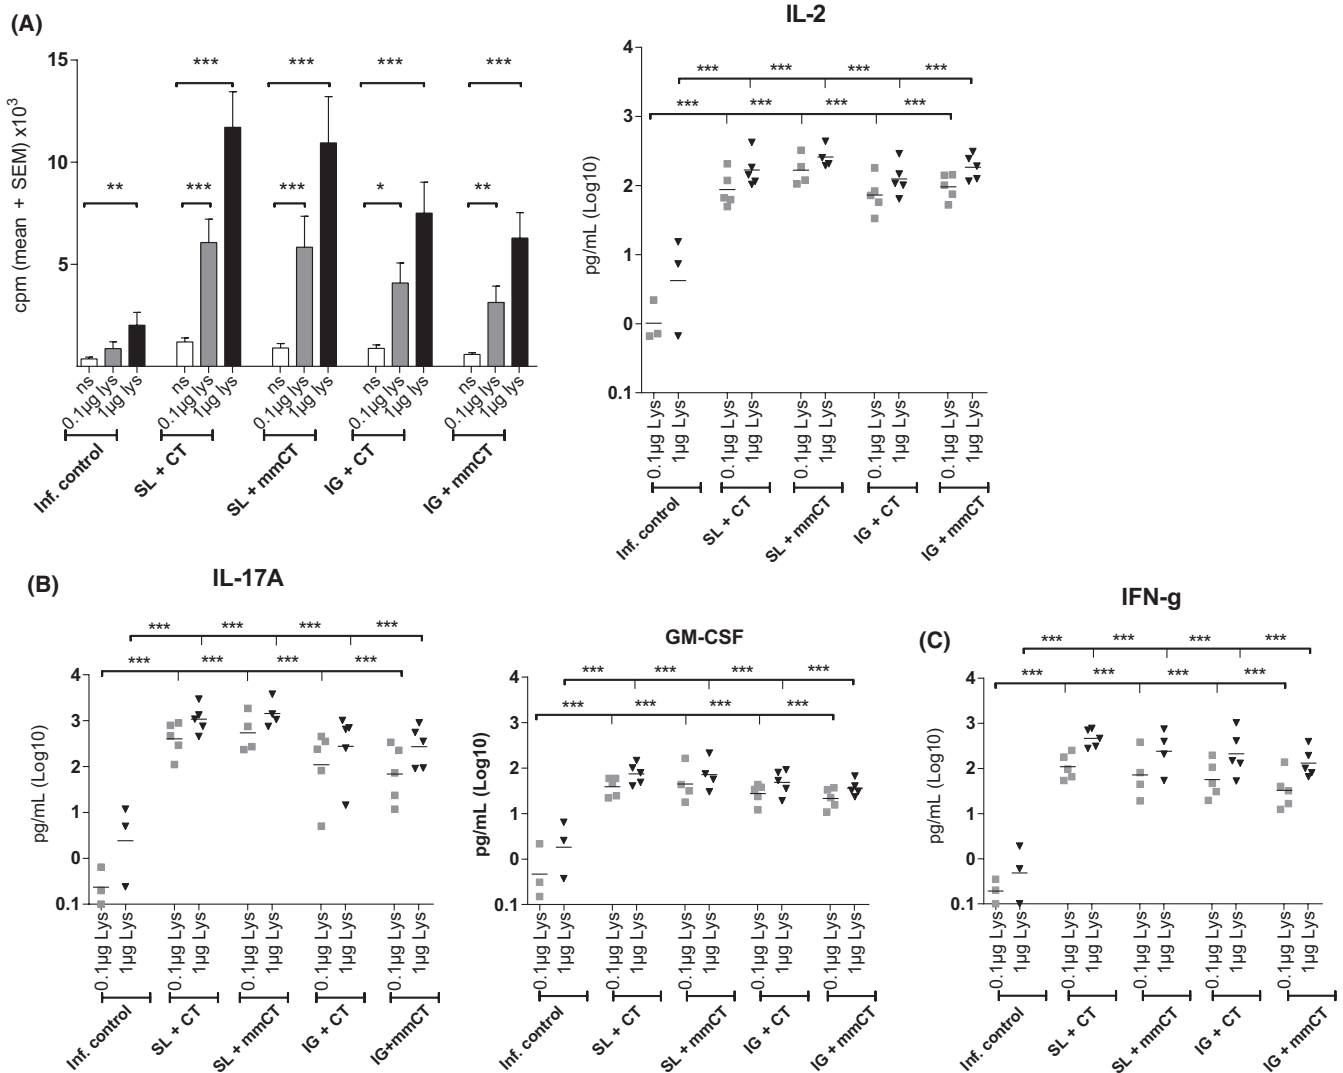 (A)
cpm (mean + SEM) x10³
15
10
5
**
***
***
***
***
*
***
**
***
ns
0.1µg lys
1µg lys
ns
0.1µg lys
1µg lys
ns
0.1µg lys
1µg lys
ns
0.1µg lys
1µg lys
ns
0.1µg lys
1µg lys
Inf. control
SL + CT
SL + mmCT
IG + CT
IG + mmCT
IL-2
pg/mL (Log10)
4
3
2
1
0
0.1
*** *** *** ***
*** *** *** ***
0.1µg Lys
1µg Lys
0.1µg Lys
1µg Lys
0.1µg Lys
1µg Lys
0.1µg Lys
1µg Lys
0.1µg Lys
1µg Lys
Inf. control
SL + CT
SL + mmCT
IG + CT
IG + mmCT
(B)
IL-17A
pg/mL (Log10)
4
3
2
1
0
0.1
*** *** *** ***
*** *** *** ***
0.1µg Lys
1µg Lys
0.1µg Lys
1µg Lys
0.1µg Lys
1µg Lys
0.1µg Lys
1µg Lys
0.1µg Lys
1µg Lys
Inf. control
SL + CT
SL + mmCT
IG + CT
IG+mmCT
GM-CSF
pg/mL (Log10)
4
3
2
1
0
0.1
*** *** *** ***
*** *** *** ***
0.1µg Lys
1µg Lys
0.1µg Lys
1µg Lys
0.1µg Lys
1µg Lys
0.1µg Lys
1µg Lys
0.1µg Lys
1µg Lys
Inf. control
SL + CT
SL + mmCT
IG + CT
IG + mmCT
(C)
IFN-g
pg/mL (Log10)
4
3
2
1
0
0.1
*** *** *** ***
*** *** *** ***
0.1µg Lys
1µg Lys
0.1µg Lys
1µg Lys
0.1µg Lys
1µg Lys
0.1µg Lys
1µg Lys
0.1µg Lys
1µg Lys
Inf. control
SL + CT
SL + mmCT
IG + CT
IG + mmCT